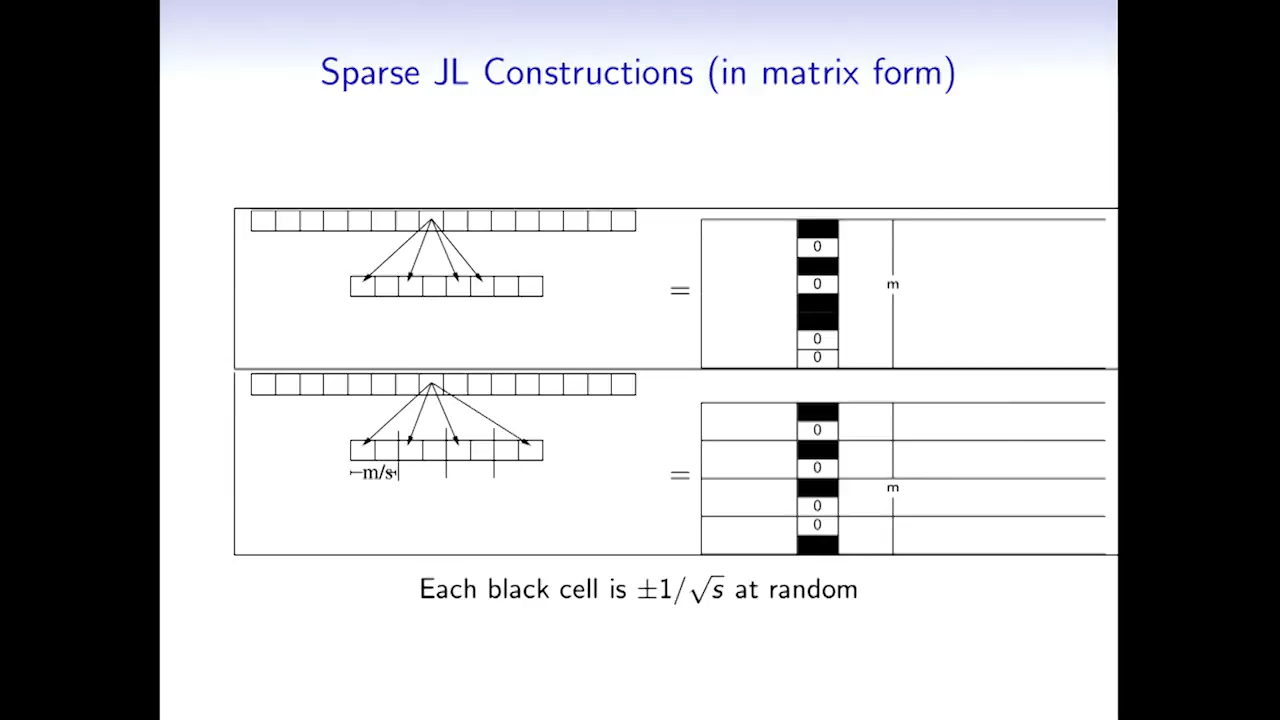 Sparse JL Constructions (in matrix form)
0
0
=
m
0
0
0
0
m/s
=
m
0
0
Each black cell is ±1/√s at random